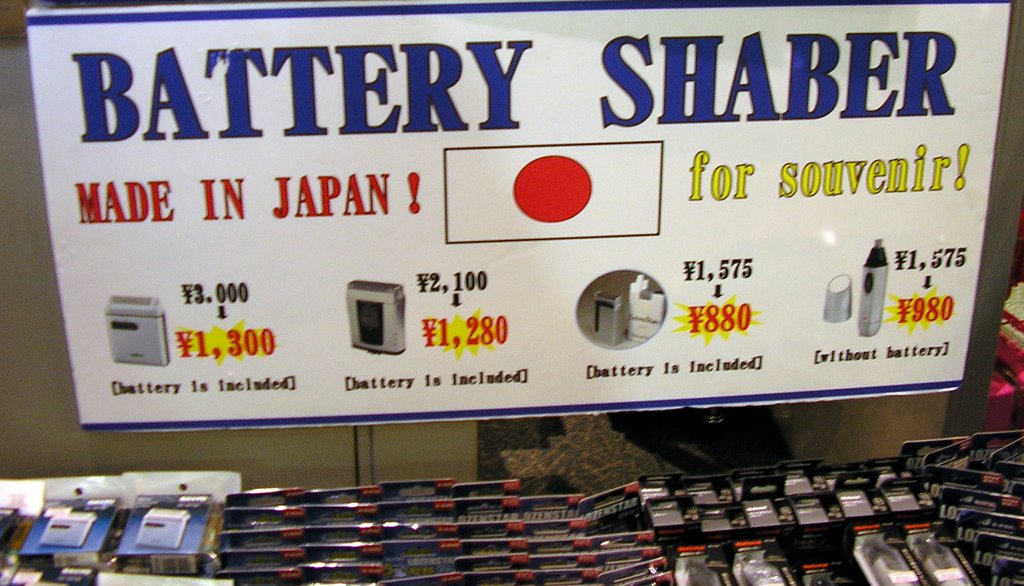 BATTERY SHABER
MADE IN JAPAN!
for souvenir!
¥3.000
¥1,300
[battery is included]
¥2,100
¥1,280
[battery is included]
¥1,575
¥880
[battery is included]
¥1,575
¥980
[without battery]